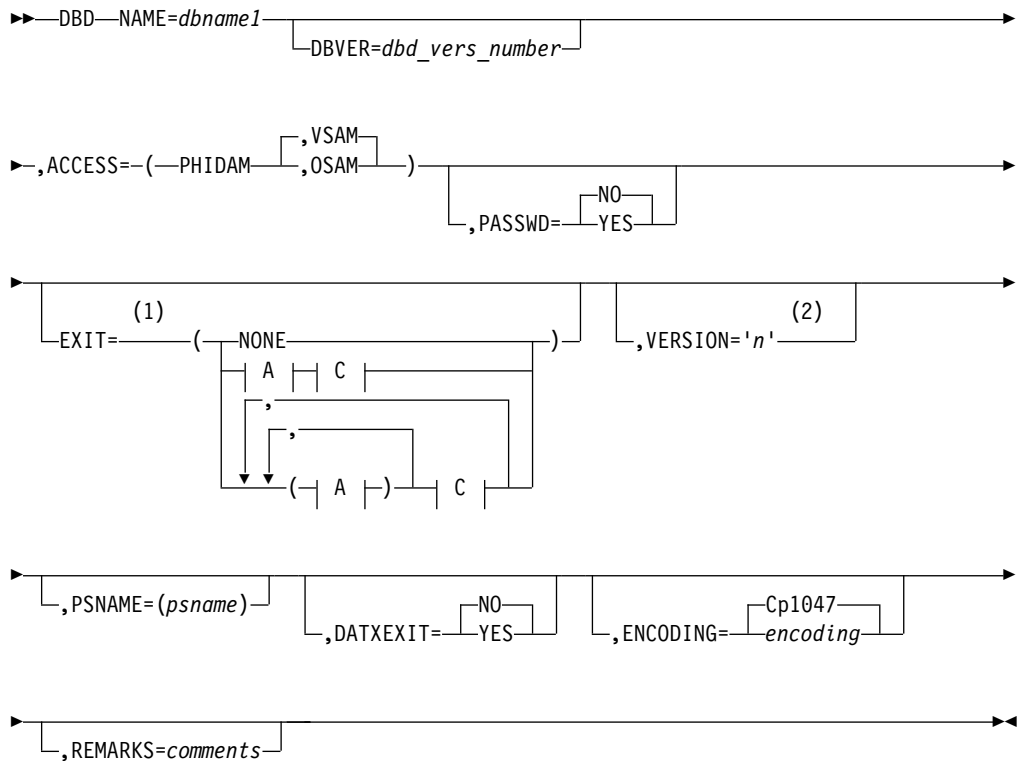 DBD NAME=dbname1
DBVER=dbd_vers_number
,VSAM
,ACCESS= ( PHIDAM ,OSAM )
NO
,PASSWD= YES
(1) (2)
EXIT= ( NONE ) ,VERSION='n'
A C
,
,
( A ) C
,PSNAME=(psname) NO Cp1047
,DATXEXIT= YES ,ENCODING= encoding
,REMARKS=comments